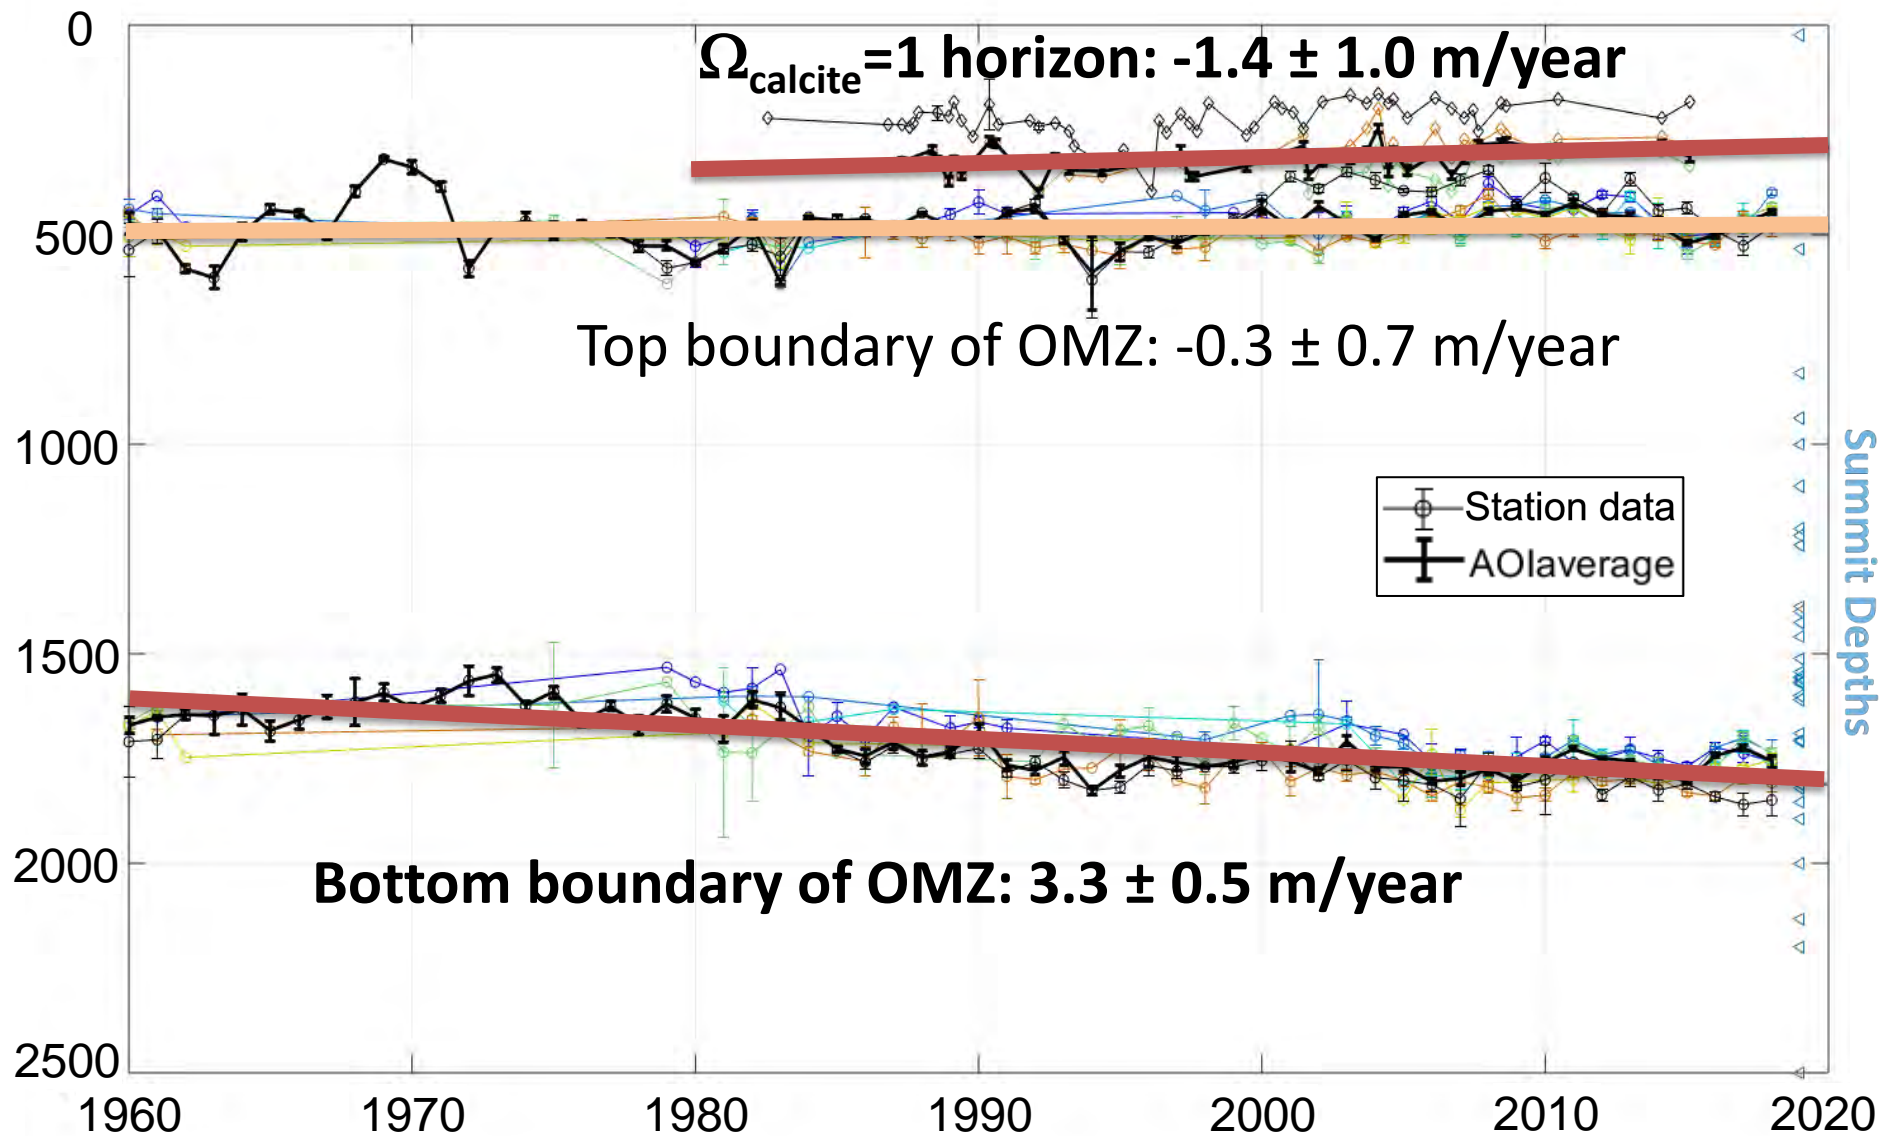 Ωcalcite=1 horizon: -1.4 ± 1.0 m/year
Top boundary of OMZ: -0.3 ± 0.7 m/year
Station data
AOIaverage
Bottom boundary of OMZ: 3.3 ± 0.5 m/year
Summit Depths
0
500
1000
1500
2000
2500
1960 1970 1980 1990 2000 2010 2020